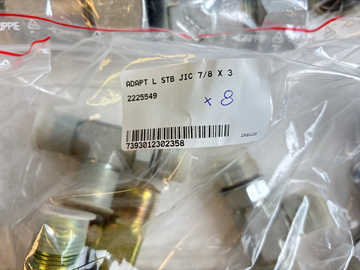 ADAPT L STB JIC 7/8 X 3
2225549
x 8
7393012302358